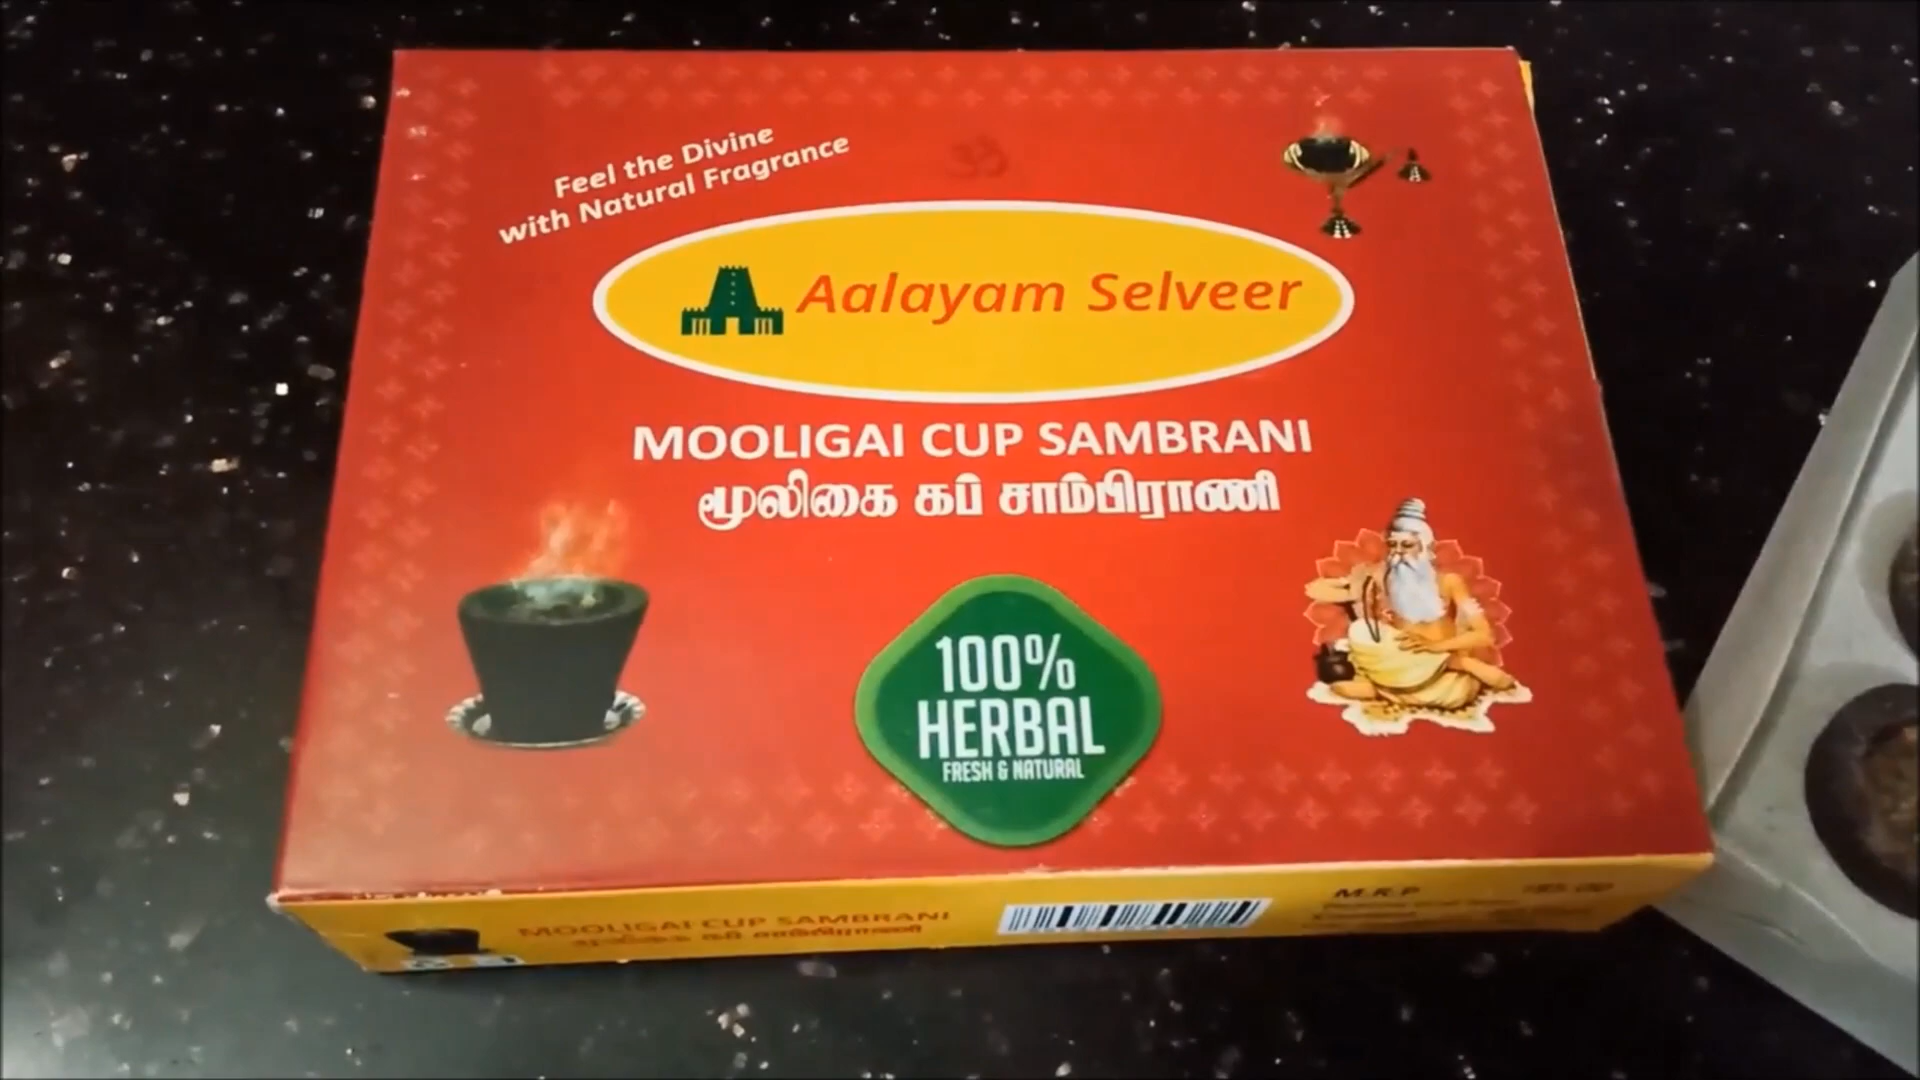 Feel the Divine
with Natural Fragrance
ॐ
Aalayam Selveer
MOOLIGAI CUP SAMBRANI
மூலிகை கப் சாம்பிராணி
100%
HERBAL
FRESH & NATURAL
MOOLIGAI CUP SAMBRANI
மூலிகை கப் சாம்பிராணி
M.R.P